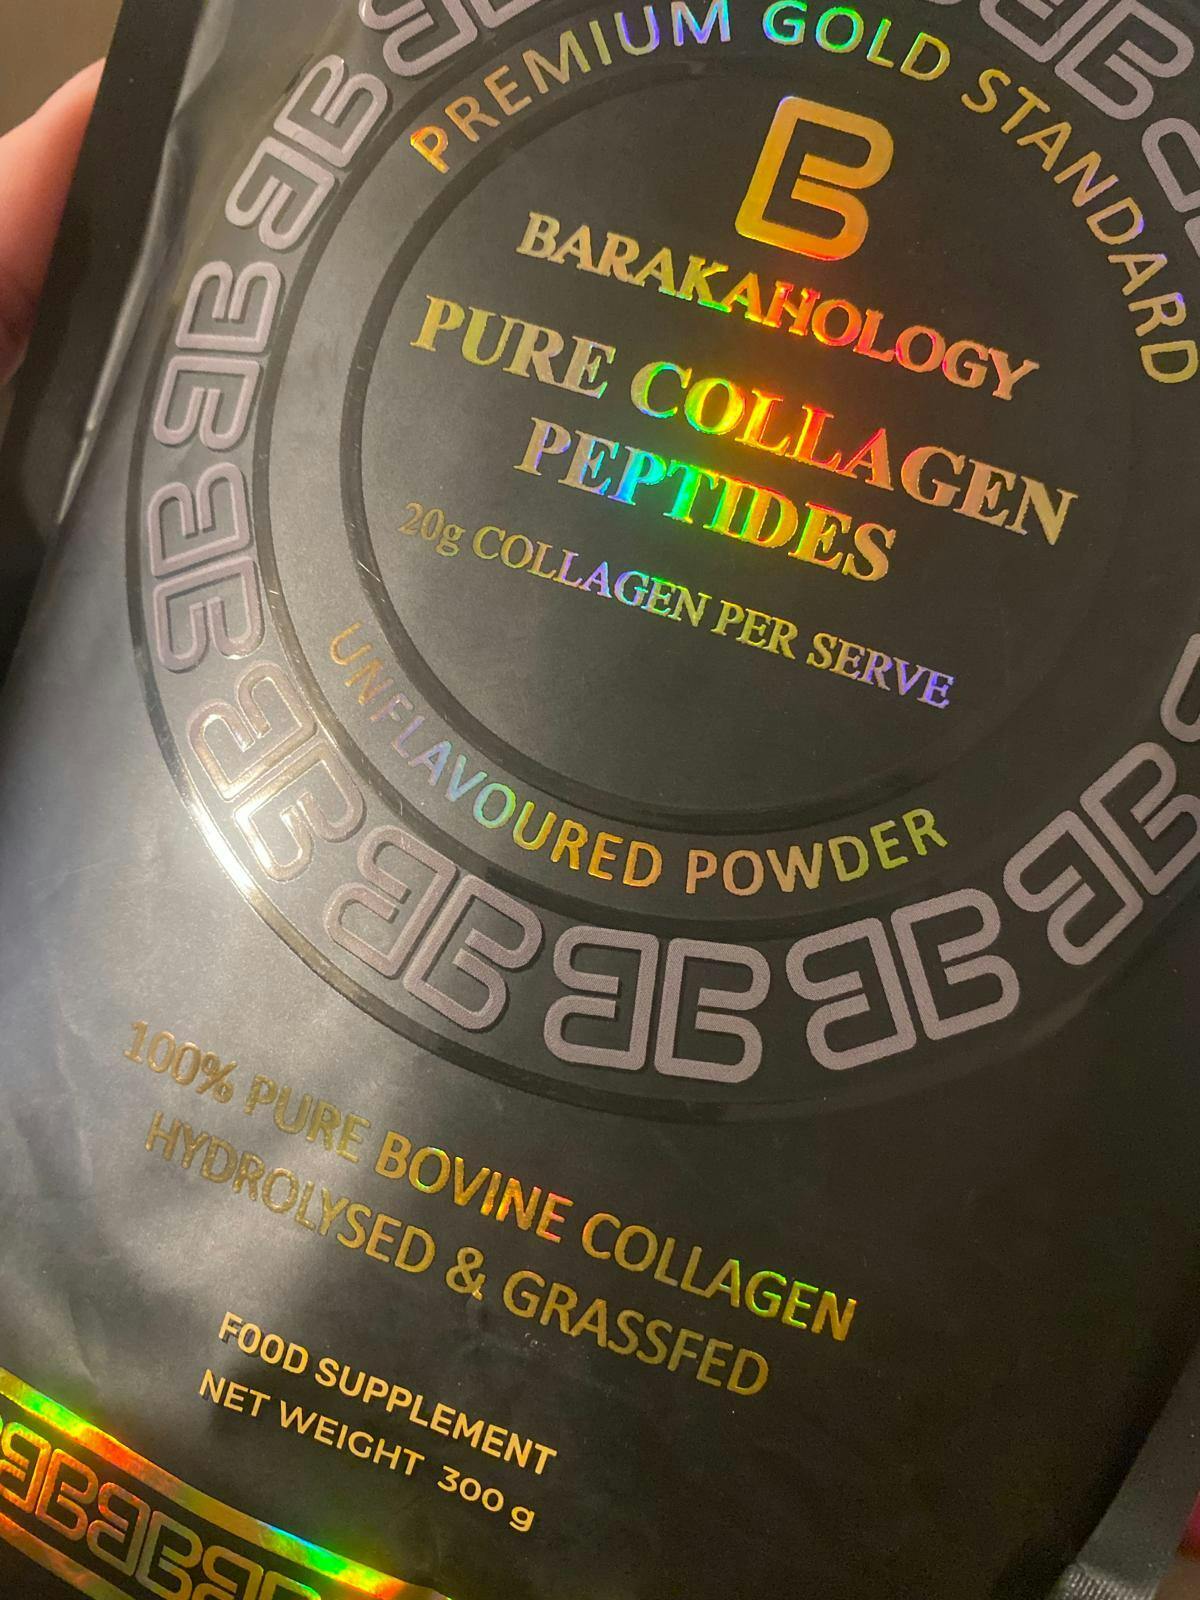 PREMIUM GOLD STANDARD
B
BARAKAHOLOGY
PURE COLLAGEN
PEPTIDES
20g COLLAGEN PER SERVE
UNFLAVOURED POWDER
100% PURE BOVINE COLLAGEN
HYDROLYSED & GRASSFED
FOOD SUPPLEMENT
NET WEIGHT 300 g